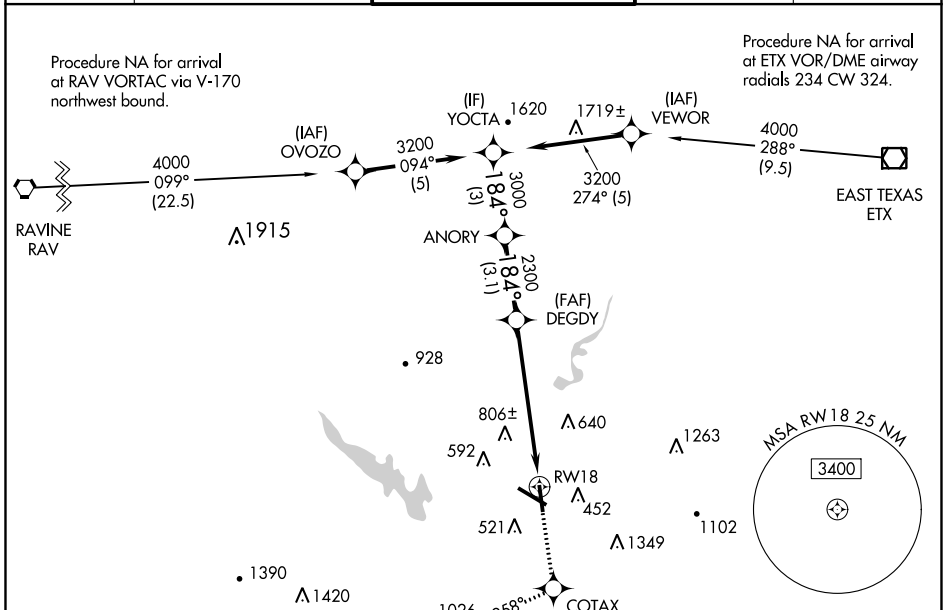 Procedure NA for arrival
at RAV VORTAC via V-170
northwest bound.
Procedure NA for arrival
at ETX VOR/DME airway
radials 234 CW 324.
(IF)
YOCTA
1620
1719±
(IAF)
VEWOR
(IAF)
OVOZO
3200
094°
(5)
4000
288°
(9.5)
4000
099°
(22.5)
3200
274° (5)
EAST TEXAS
ETX
RAVINE
RAV
3000
184°
(3)
1915
ANORY
2300
184°
(3.1)
(FAF)
DEGDY
928
806±
640
592
1263
MSA RW18 25 NM
3400
RW18
452
521
1102
1349
1390
1420
COTAX